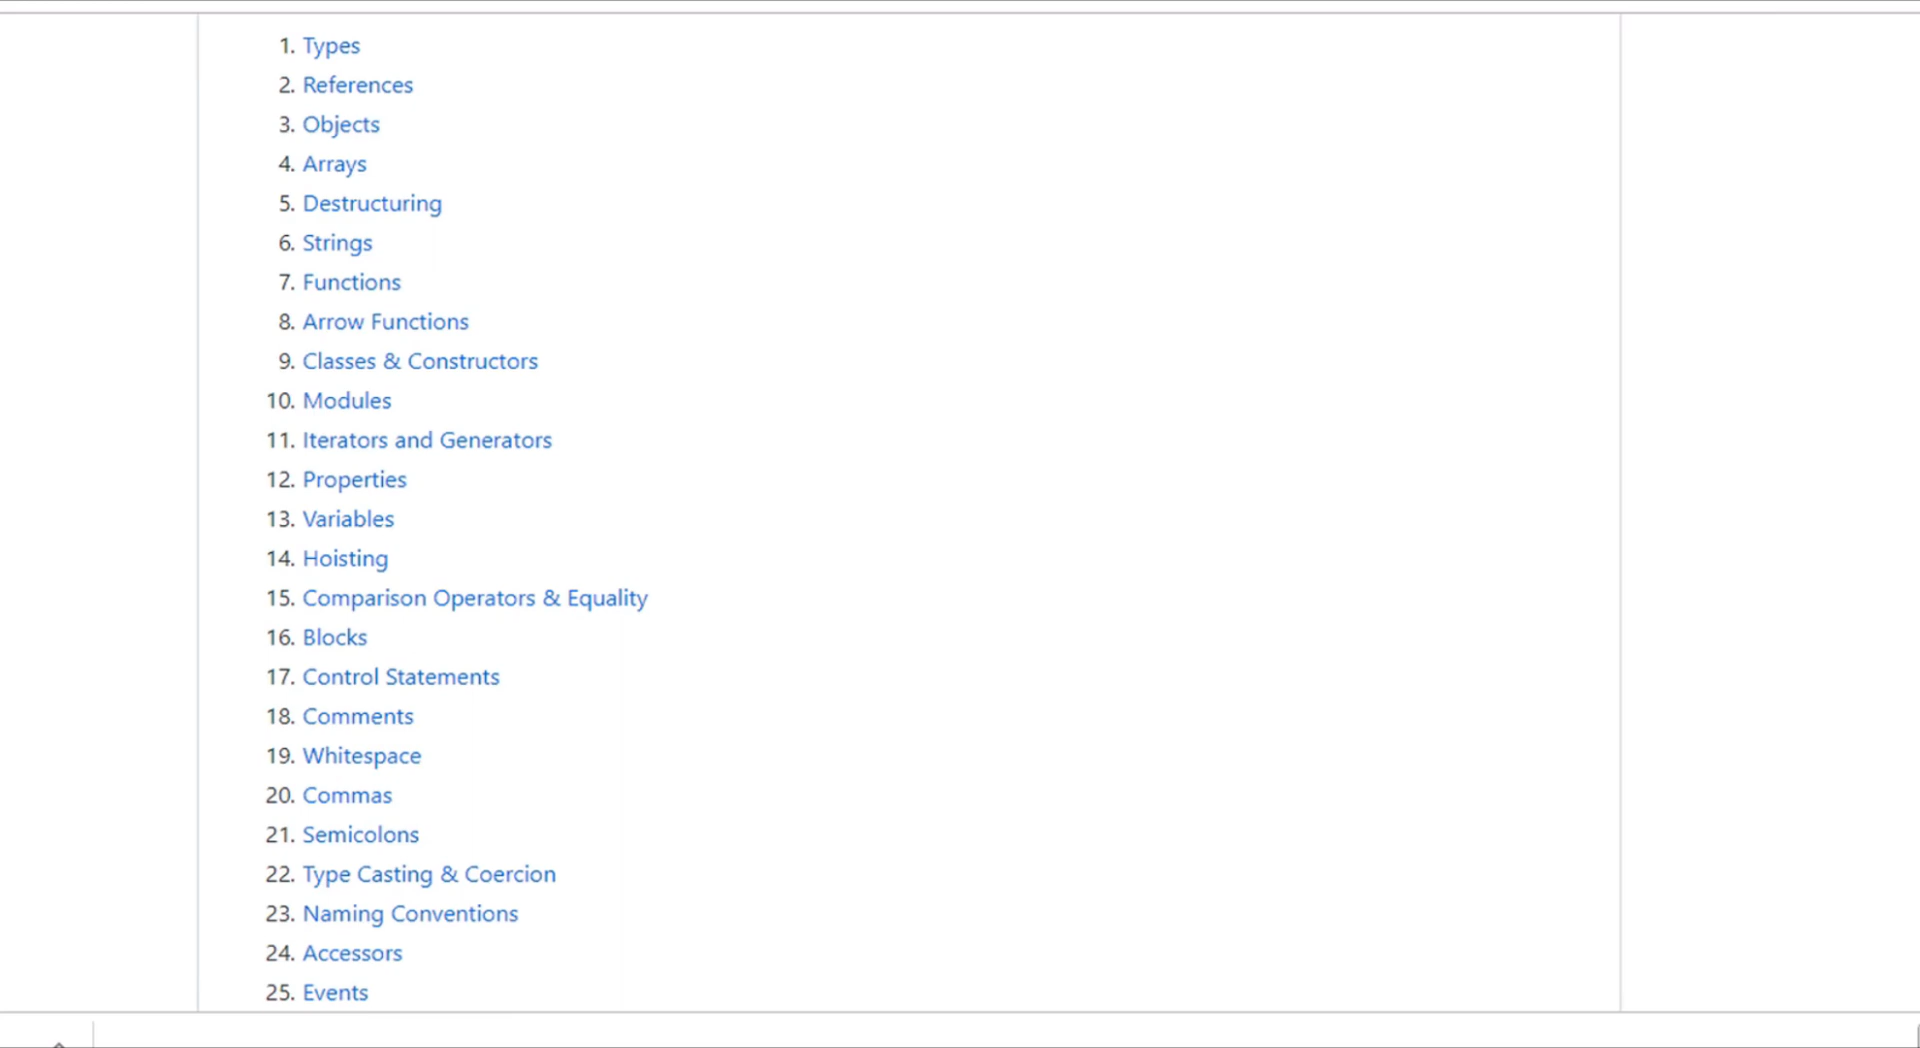 1. Types
2. References
3. Objects
4. Arrays
5. Destructuring
6. Strings
7. Functions
8. Arrow Functions
9. Classes & Constructors
10. Modules
11. Iterators and Generators
12. Properties
13. Variables
14. Hoisting
15. Comparison Operators & Equality
16. Blocks
17. Control Statements
18. Comments
19. Whitespace
20. Commas
21. Semicolons
22. Type Casting & Coercion
23. Naming Conventions
24. Accessors
25. Events